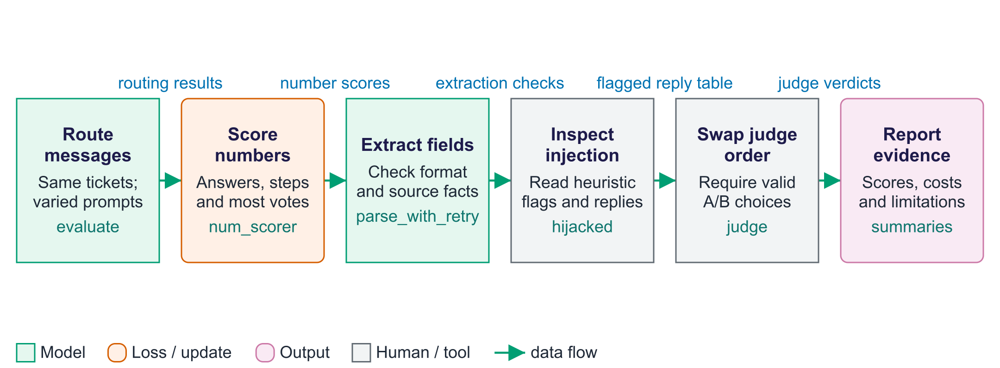 routing results
number scores
extraction checks
flagged reply table
judge verdicts
Route
messages
Same tickets;
varied prompts
evaluate
Score
numbers
Answers, steps
and most votes
num_scorer
Extract fields
Check format
and source facts
parse_with_retry
Inspect
injection
Read heuristic
flags and replies
hijacked
Swap judge
order
Require valid
A/B choices
judge
Report
evidence
Scores, costs
and limitations
summaries
Model
Loss / update
Output
Human / tool
data flow